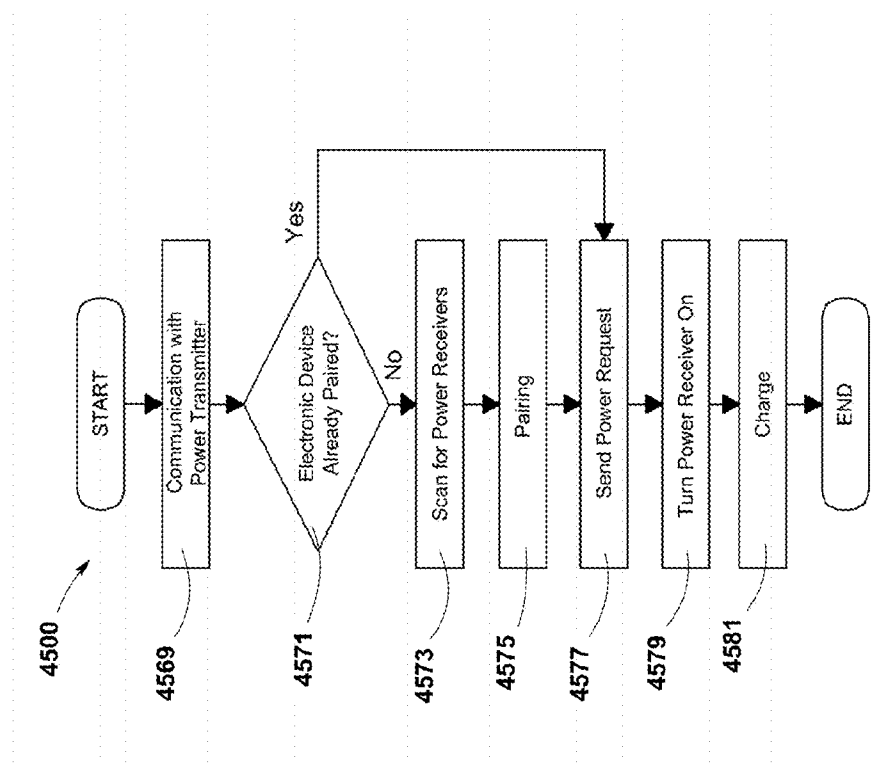 4500
START
4569
Communication with
Power Transmitter
4571
Electronic Device
Already Paired?
Yes
No
4573
Scan for Power Receivers
4575
Pairing
4577
Send Power Request
4579
Turn Power Receiver On
4581
Charge
END